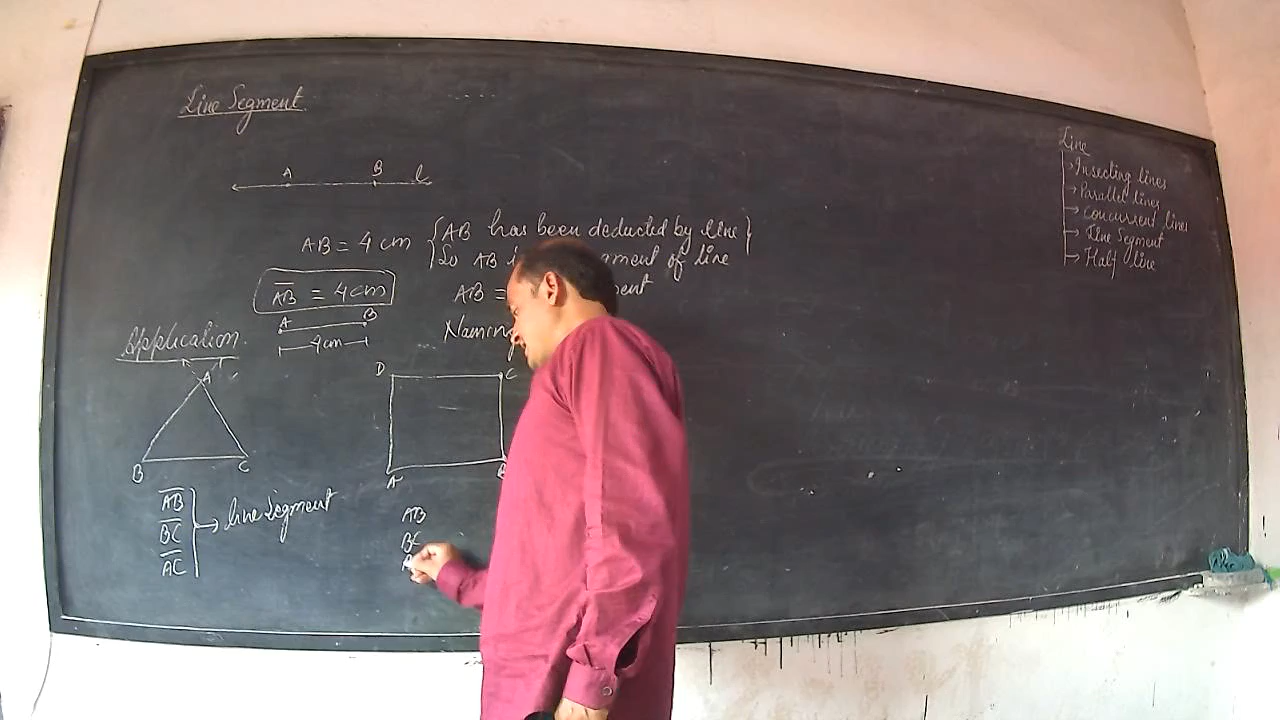 Line Segment
A B l
AB = 4 cm { AB has been deducted by line }
So AB segment of line
AB = 4 cm
AB =
A B
4cm
Naming
Application
A
B C
D C
A
AB
BC
AC
line segment
AB
BC
Line
Insecting lines
Parallel lines
Concurrent lines
Line Segment
Half line